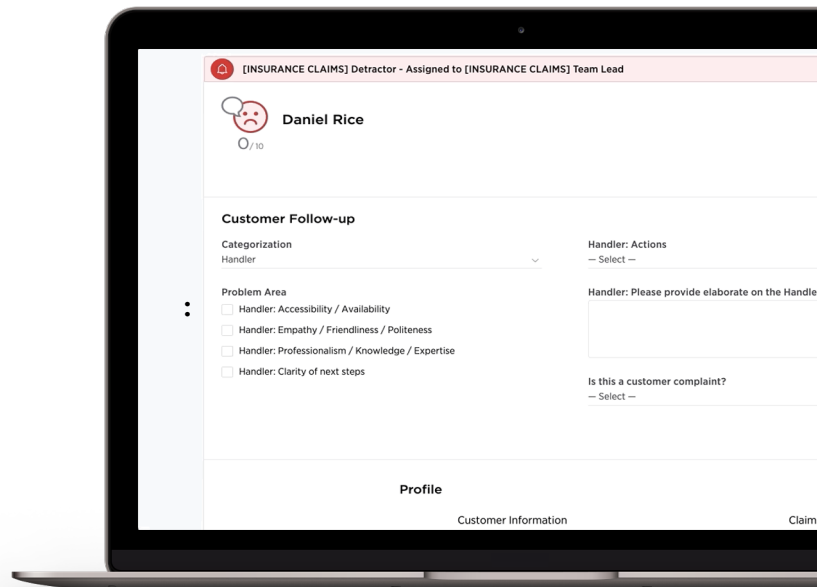 [INSURANCE CLAIMS] Detractor - Assigned to [INSURANCE CLAIMS] Team Lead
Daniel Rice
0/10
Customer Follow-up
Categorization
Handler
Handler: Actions
— Select —
Problem Area
Handler: Accessibility / Availability
Handler: Empathy / Friendliness / Politeness
Handler: Professionalism / Knowledge / Expertise
Handler: Clarity of next steps
Handler: Please provide elaborate on the Handle
Is this a customer complaint?
— Select —
Profile
Customer Information
Claim